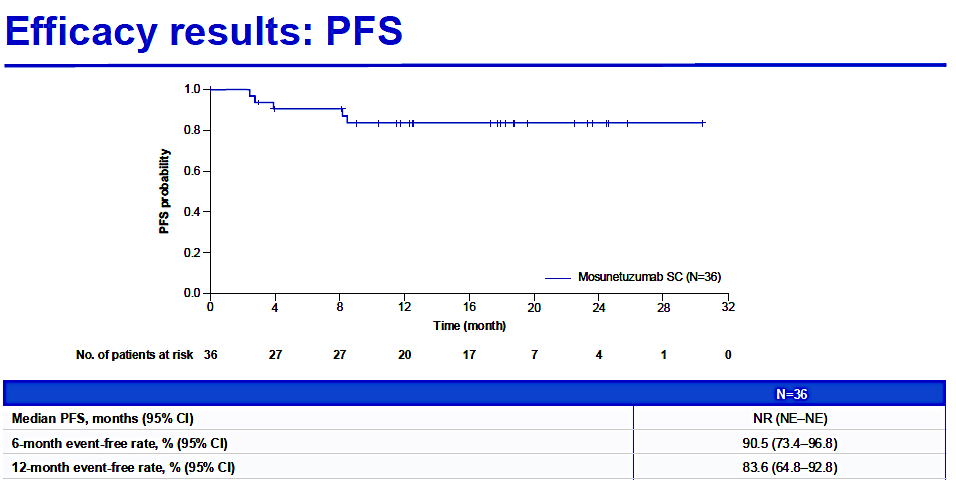 Efficacy results: PFS
1.0
0.8
0.6
0.4
0.2
0.0
PFS probability
Mosunetuzumab SC (N=36)
0 4 8 12 16 20 24 28 32
Time (month)
No. of patients at risk 36 27 27 20 17 7 4 1 0
N=36
Median PFS, months (95% CI) NR (NE–NE)
6-month event-free rate, % (95% CI) 90.5 (73.4–96.8)
12-month event-free rate, % (95% CI) 83.6 (64.8–92.8)